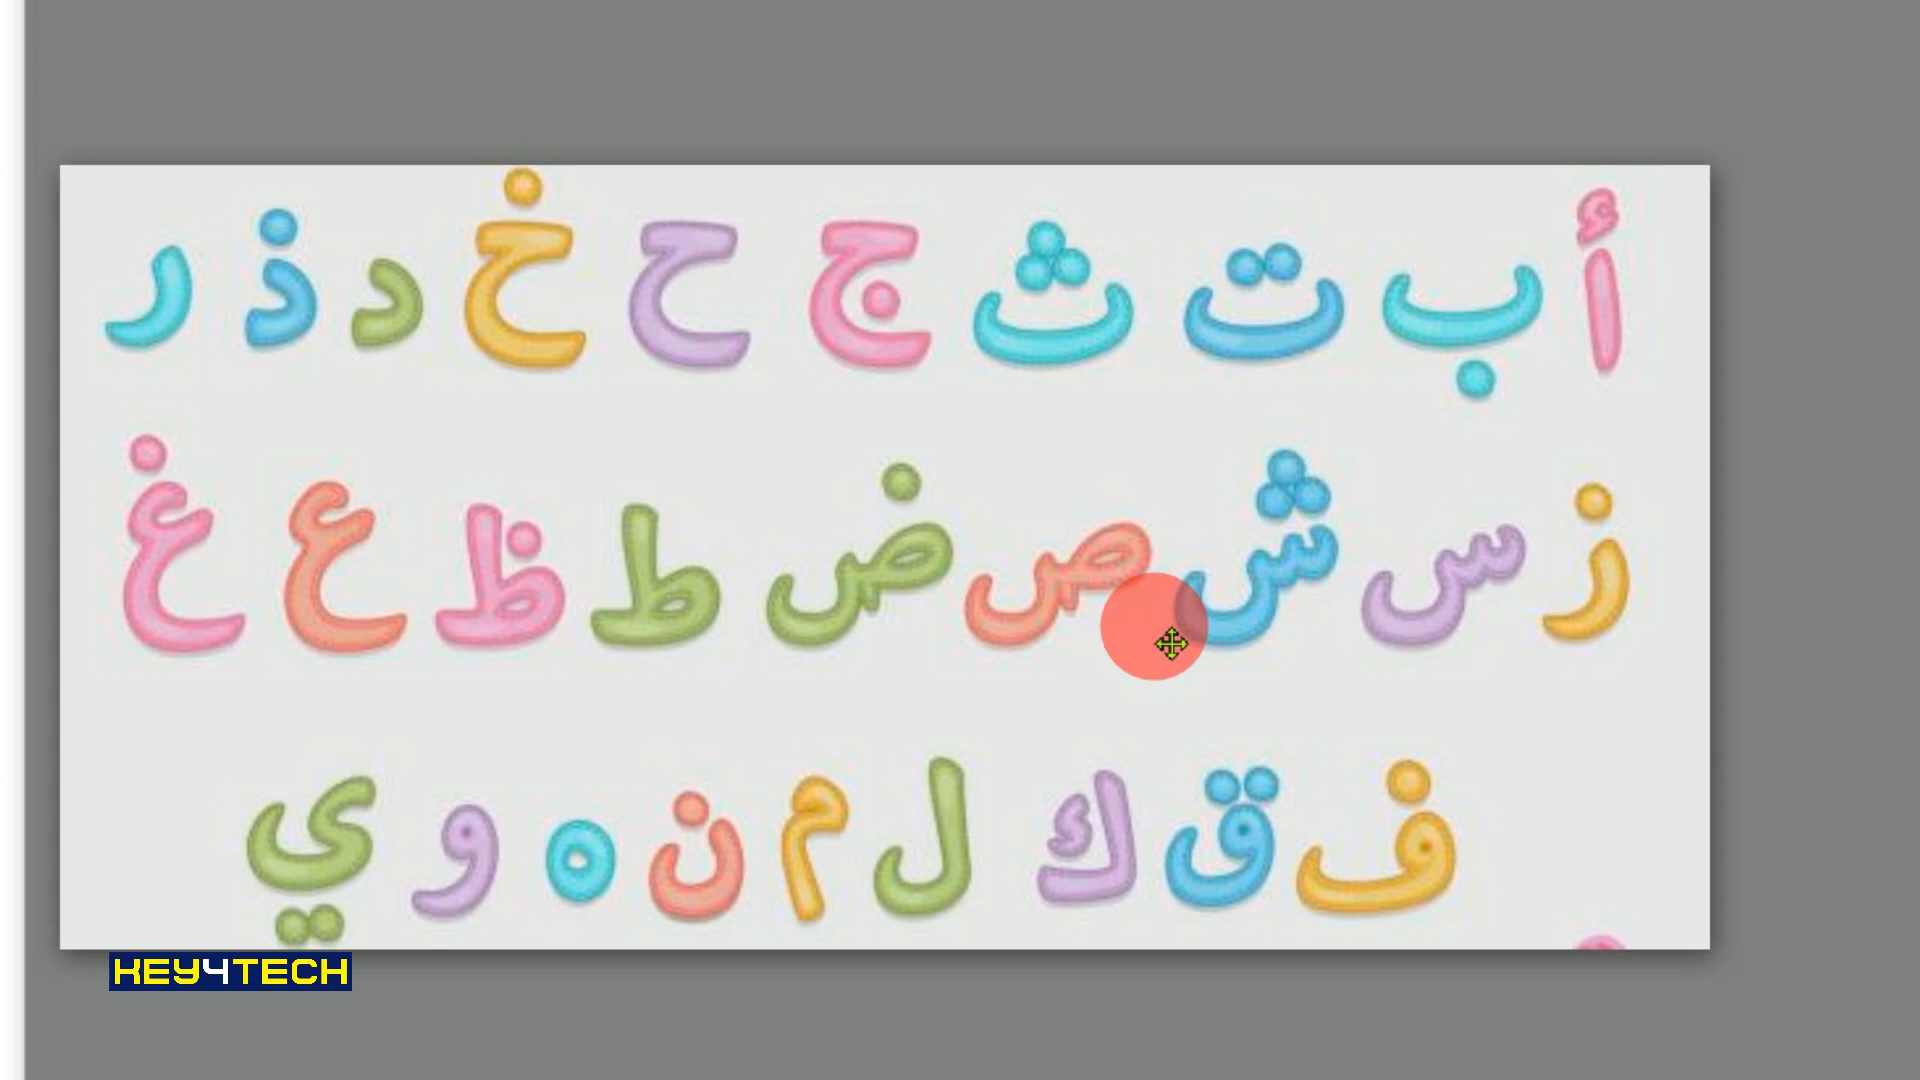 أ ب ت ث ج ح خ د ذ ر
ز س ش ص ض ط ظ ع غ
ف ق ك ل م ن ه و ي
KEY4TECH